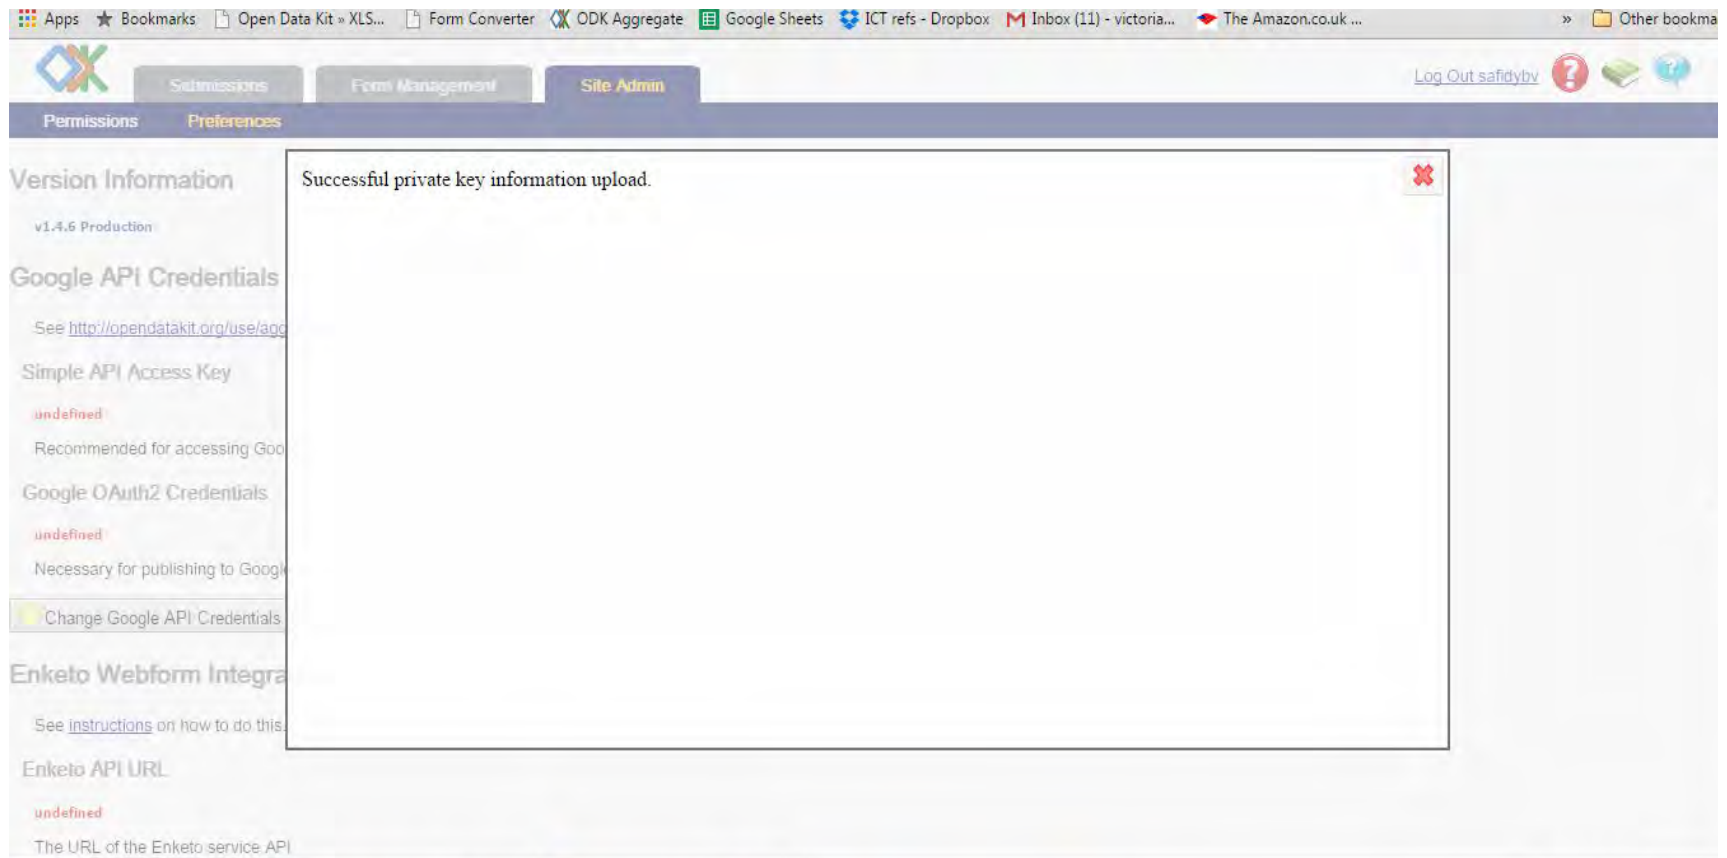 Apps Bookmarks Open Data Kit » XLS... Form Converter ODK Aggregate Google Sheets ICT refs - Dropbox Inbox (11) - victoria... The Amazon.co.uk ... » Other bookma
Submissions Form Management Site Admin Log Out safidybv
Permissions Preferences
Version Information
Successful private key information upload.
v1.4.6 Production
Google API Credentials
See http://opendatakit.org/use/agg
Simple API Access Key
undefined
Recommended for accessing Goo
Google OAuth2 Credentials
undefined
Necessary for publishing to Google
Change Google API Credentials
Enketo Webform Integra
See instructions on how to do this.
Enketo API URL
undefined
The URL of the Enketo service API